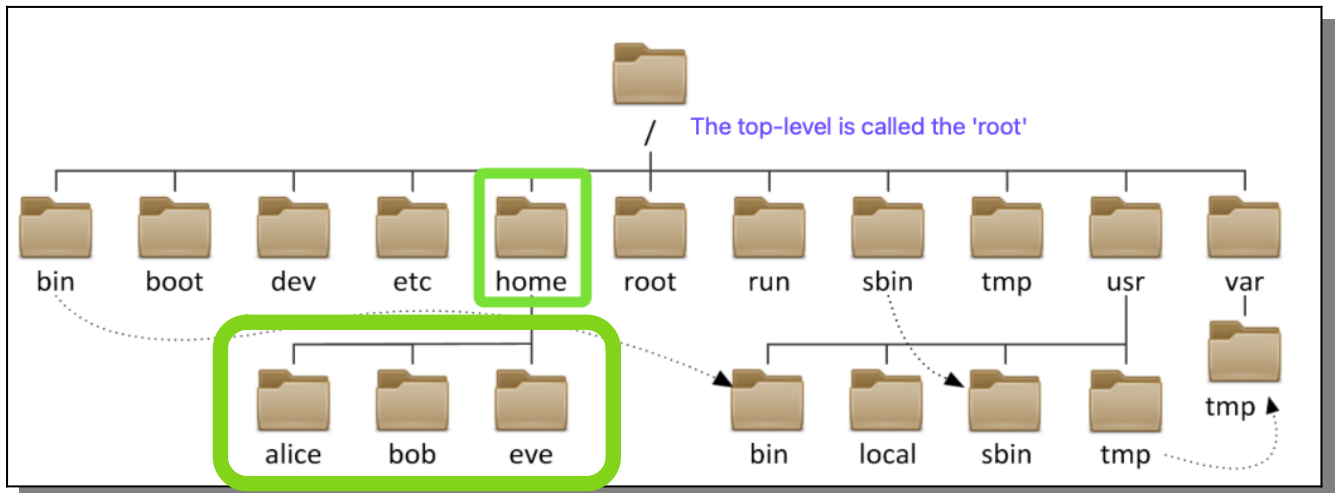 /
The top-level is called the 'root'
bin boot dev etc home root run sbin tmp usr var
tmp
alice bob eve bin local sbin tmp